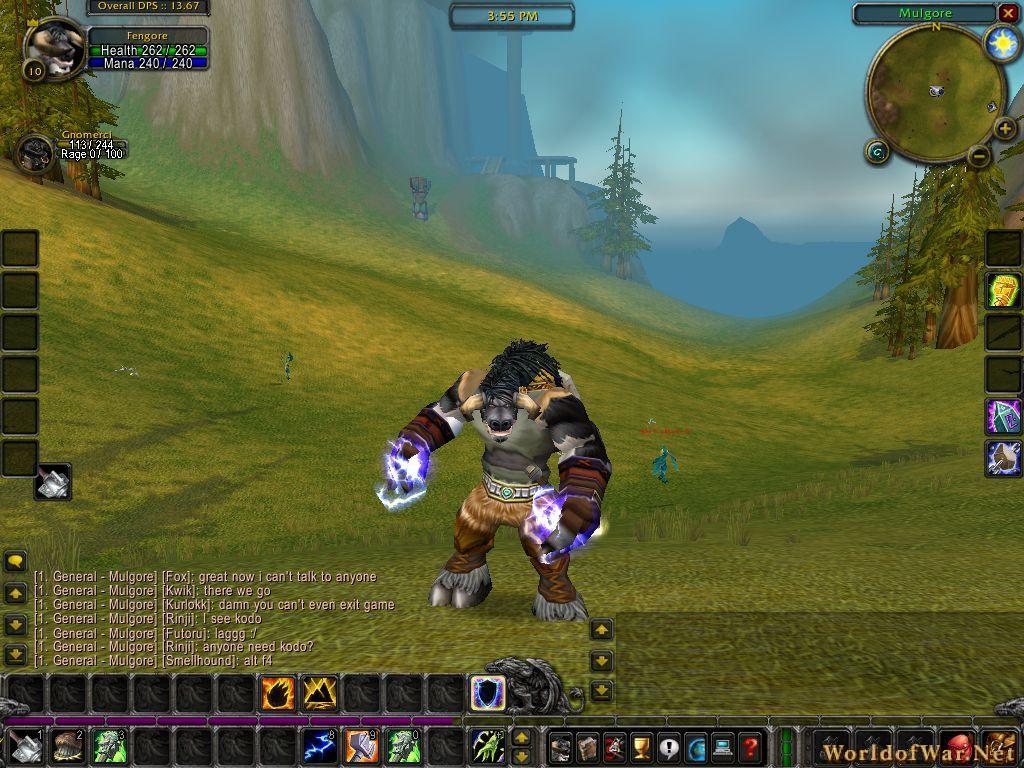 Overall DPS :: 13.67
3:55 PM
Mulgore
N
Fengore
Health 262 / 262
Mana 240 / 240
10
Gnomerci
113 / 244
Rage 0 / 100
[1. General - Mulgore] [Fox]: great now i can't talk to anyone
[1. General - Mulgore] [Kwik]: there we go
[1. General - Mulgore] [Kurlokk]: damn you can't even exit game
[1. General - Mulgore] [Rinji]: I see kodo
[1. General - Mulgore] [Futoru]: laggg :/
[1. General - Mulgore] [Rinji]: anyone need kodo?
[1. General - Mulgore] [Smellhound]: alt f4
1 2 3 8 9 0
WorldofWar.Net